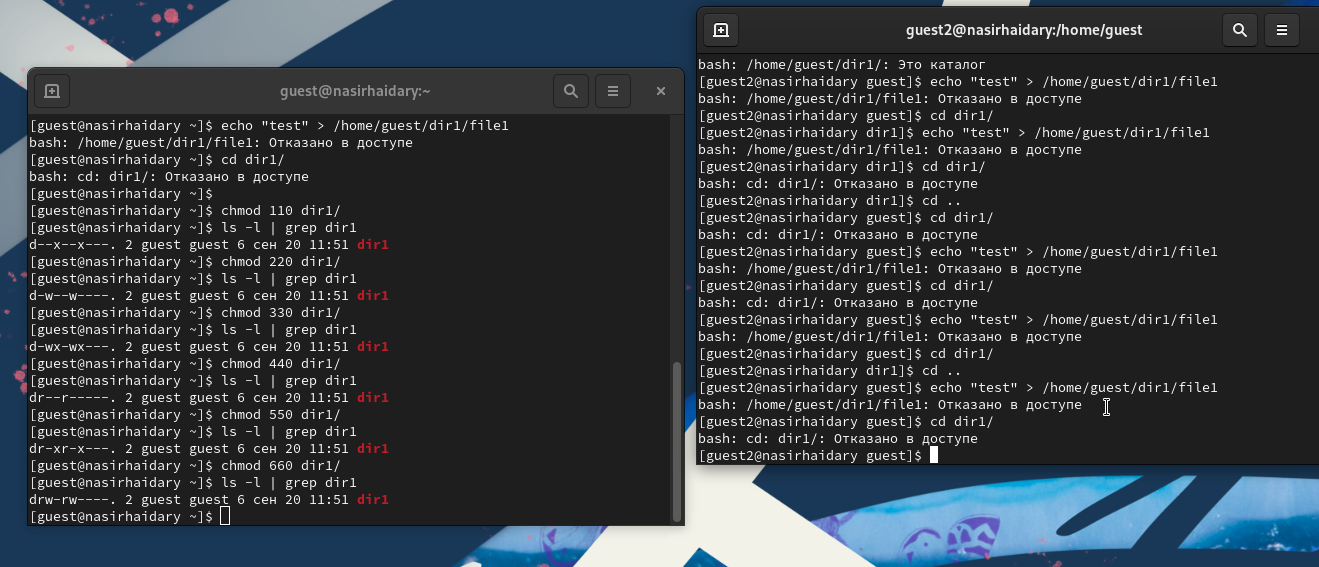 guest@nasirhaidary:~
[guest@nasirhaidary ~]$ echo "test" > /home/guest/dir1/file1
bash: /home/guest/dir1/file1: Отказано в доступе
[guest@nasirhaidary ~]$ cd dir1/
bash: cd: dir1/: Отказано в доступе
[guest@nasirhaidary ~]$
[guest@nasirhaidary ~]$ chmod 110 dir1/
[guest@nasirhaidary ~]$ ls -l | grep dir1
d--x--x---. 2 guest guest 6 сен 20 11:51 dir1
[guest@nasirhaidary ~]$ chmod 220 dir1/
[guest@nasirhaidary ~]$ ls -l | grep dir1
d-w--w----. 2 guest guest 6 сен 20 11:51 dir1
[guest@nasirhaidary ~]$ chmod 330 dir1/
[guest@nasirhaidary ~]$ ls -l | grep dir1
d-wx-wx---. 2 guest guest 6 сен 20 11:51 dir1
[guest@nasirhaidary ~]$ chmod 440 dir1/
[guest@nasirhaidary ~]$ ls -l | grep dir1
dr--r-----. 2 guest guest 6 сен 20 11:51 dir1
[guest@nasirhaidary ~]$ chmod 550 dir1/
[guest@nasirhaidary ~]$ ls -l | grep dir1
dr-xr-x---. 2 guest guest 6 сен 20 11:51 dir1
[guest@nasirhaidary ~]$ chmod 660 dir1/
[guest@nasirhaidary ~]$ ls -l | grep dir1
drw-rw----. 2 guest guest 6 сен 20 11:51 dir1
[guest@nasirhaidary ~]$
guest2@nasirhaidary:/home/guest
bash: /home/guest/dir1/: Это каталог
[guest2@nasirhaidary guest]$ echo "test" > /home/guest/dir1/file1
bash: /home/guest/dir1/file1: Отказано в доступе
[guest2@nasirhaidary guest]$ cd dir1/
[guest2@nasirhaidary dir1]$ echo "test" > /home/guest/dir1/file1
bash: /home/guest/dir1/file1: Отказано в доступе
[guest2@nasirhaidary dir1]$ cd dir1/
bash: cd: dir1/: Отказано в доступе
[guest2@nasirhaidary dir1]$ cd ..
[guest2@nasirhaidary guest]$ cd dir1/
bash: cd: dir1/: Отказано в доступе
[guest2@nasirhaidary guest]$ echo "test" > /home/guest/dir1/file1
bash: /home/guest/dir1/file1: Отказано в доступе
[guest2@nasirhaidary guest]$ cd dir1/
bash: cd: dir1/: Отказано в доступе
[guest2@nasirhaidary guest]$ echo "test" > /home/guest/dir1/file1
bash: /home/guest/dir1/file1: Отказано в доступе
[guest2@nasirhaidary guest]$ cd dir1/
[guest2@nasirhaidary dir1]$ cd ..
[guest2@nasirhaidary guest]$ echo "test" > /home/guest/dir1/file1
bash: /home/guest/dir1/file1: Отказано в доступе
[guest2@nasirhaidary guest]$ cd dir1/
bash: cd: dir1/: Отказано в доступе
[guest2@nasirhaidary guest]$